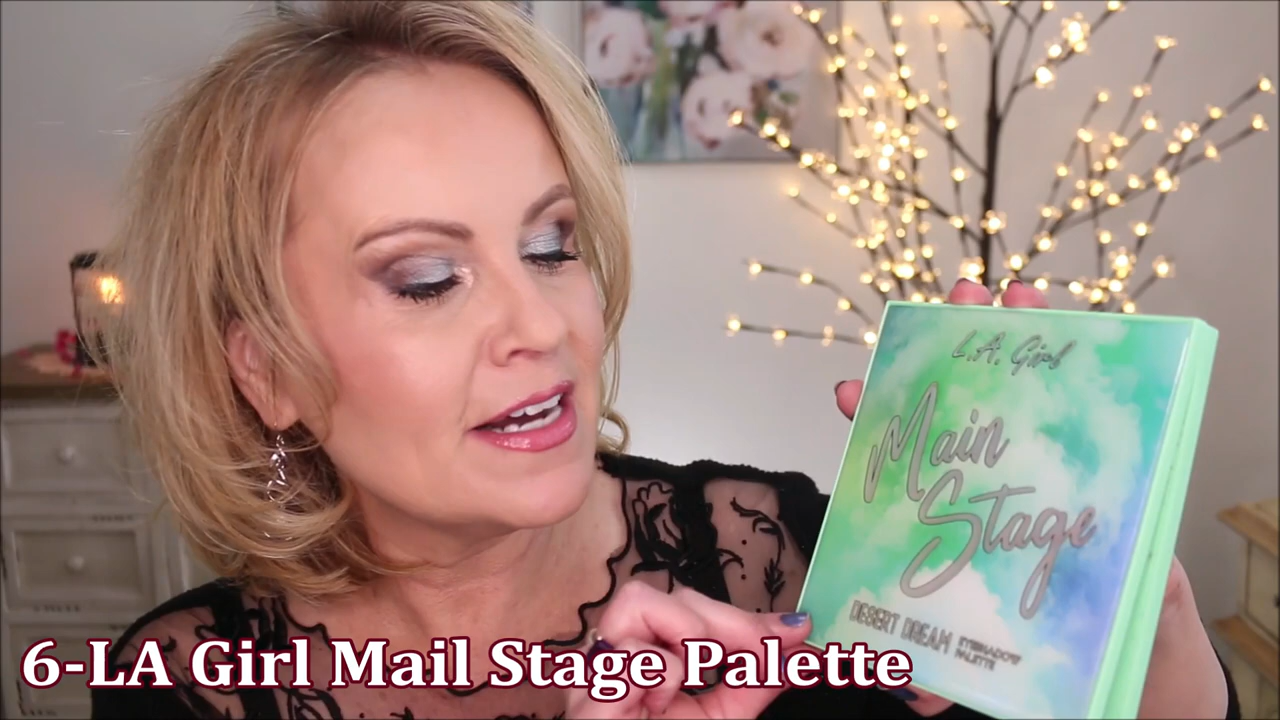 L.A. Girl
Main
Stage
DESERT DREAM EYESHADOW
PALETTE
6-LA Girl Mail Stage Palette